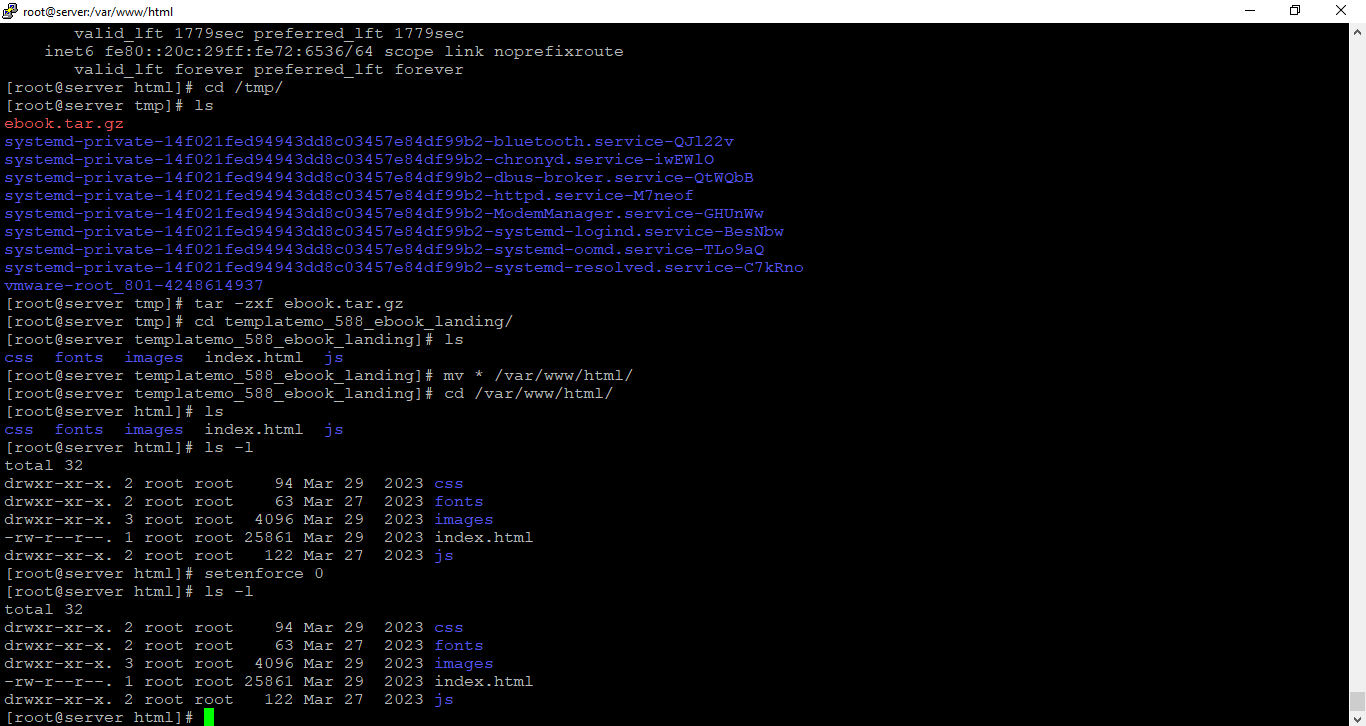 root@server:/var/www/html
valid_lft 1779sec preferred_lft 1779sec
inet6 fe80::20c:29ff:fe72:6536/64 scope link noprefixroute
valid_lft forever preferred_lft forever
[root@server html]# cd /tmp/
[root@server tmp]# ls
ebook.tar.gz
systemd-private-14f021fed94943dd8c03457e84df99b2-bluetooth.service-QJl22v
systemd-private-14f021fed94943dd8c03457e84df99b2-chronyd.service-iwEWlO
systemd-private-14f021fed94943dd8c03457e84df99b2-dbus-broker.service-QtWQbB
systemd-private-14f021fed94943dd8c03457e84df99b2-httpd.service-M7neof
systemd-private-14f021fed94943dd8c03457e84df99b2-ModemManager.service-GHUnWw
systemd-private-14f021fed94943dd8c03457e84df99b2-systemd-logind.service-BesNbw
systemd-private-14f021fed94943dd8c03457e84df99b2-systemd-oomd.service-TLo9aQ
systemd-private-14f021fed94943dd8c03457e84df99b2-systemd-resolved.service-C7kRno
vmware-root_801-4248614937
[root@server tmp]# tar -zxf ebook.tar.gz
[root@server tmp]# cd templatemo_588_ebook_landing/
[root@server templatemo_588_ebook_landing]# ls
css  fonts  images  index.html  js
[root@server templatemo_588_ebook_landing]# mv * /var/www/html/
[root@server templatemo_588_ebook_landing]# cd /var/www/html/
[root@server html]# ls
css  fonts  images  index.html  js
[root@server html]# ls -l
total 32
drwxr-xr-x. 2 root root    94 Mar 29  2023 css
drwxr-xr-x. 2 root root    63 Mar 27  2023 fonts
drwxr-xr-x. 3 root root  4096 Mar 29  2023 images
-rw-r--r--. 1 root root 25861 Mar 29  2023 index.html
drwxr-xr-x. 2 root root   122 Mar 27  2023 js
[root@server html]# setenforce 0
[root@server html]# ls -l
total 32
drwxr-xr-x. 2 root root    94 Mar 29  2023 css
drwxr-xr-x. 2 root root    63 Mar 27  2023 fonts
drwxr-xr-x. 3 root root  4096 Mar 29  2023 images
-rw-r--r--. 1 root root 25861 Mar 29  2023 index.html
drwxr-xr-x. 2 root root   122 Mar 27  2023 js
[root@server html]#